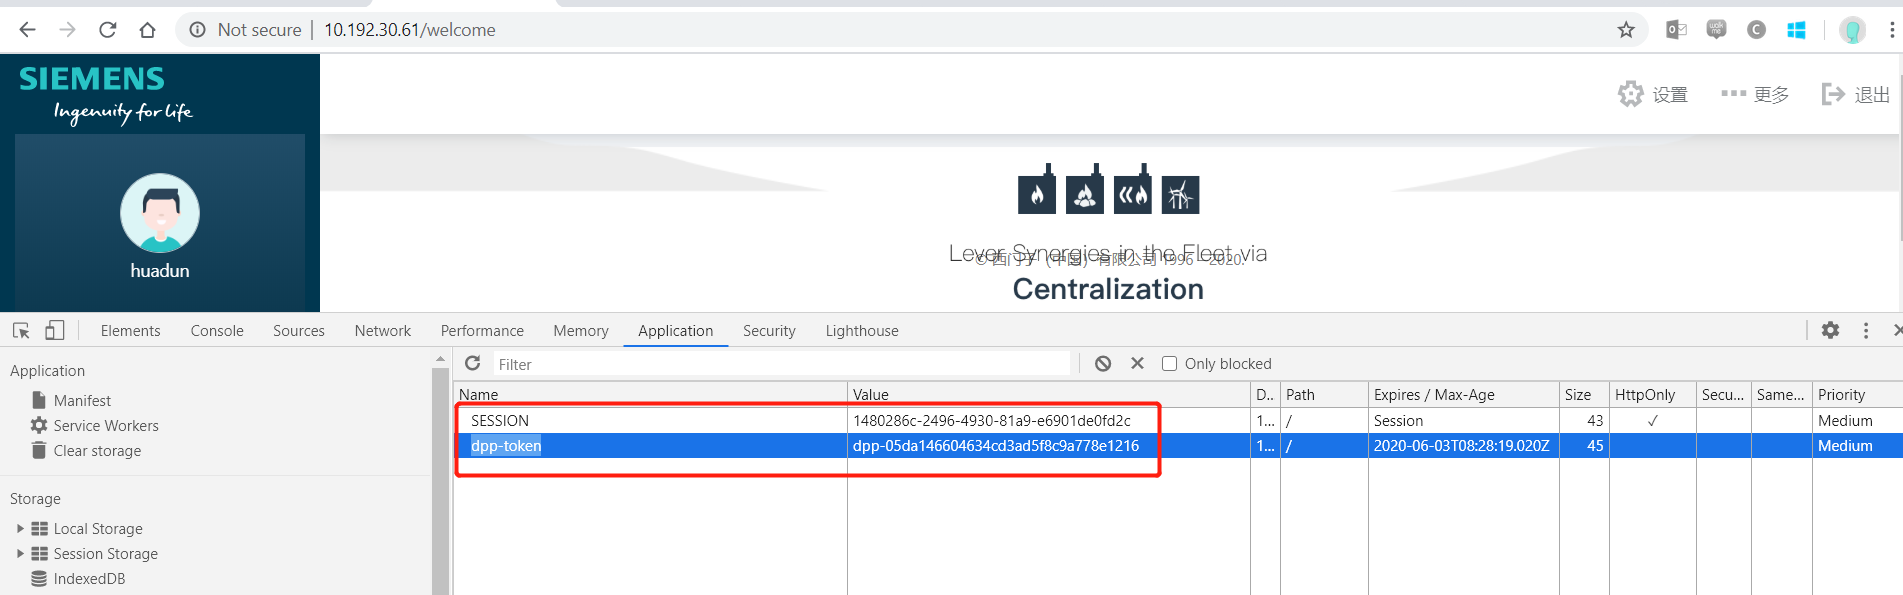 Not secure | 10.192.30.61/welcome
SIEMENS
Ingenuity for life
设置 更多 退出
huadun
Lever Synergies in the Fleet via
© 西门子（中国）有限公司 1996 - 2020.
Centralization
Elements Console Sources Network Performance Memory Application Security Lighthouse
Application
Manifest
Service Workers
Clear storage
Storage
Local Storage
Session Storage
IndexedDB
Filter Only blocked
Name Value D... Path Expires / Max-Age Size HttpOnly Secu... Same... Priority
SESSION 1480286c-2496-4930-81a9-e6901de0fd2c 1... / Session 43 ✓ Medium
dpp-token dpp-05da146604634cd3ad5f8c9a778e1216 1... / 2020-06-03T08:28:19.020Z 45 Medium